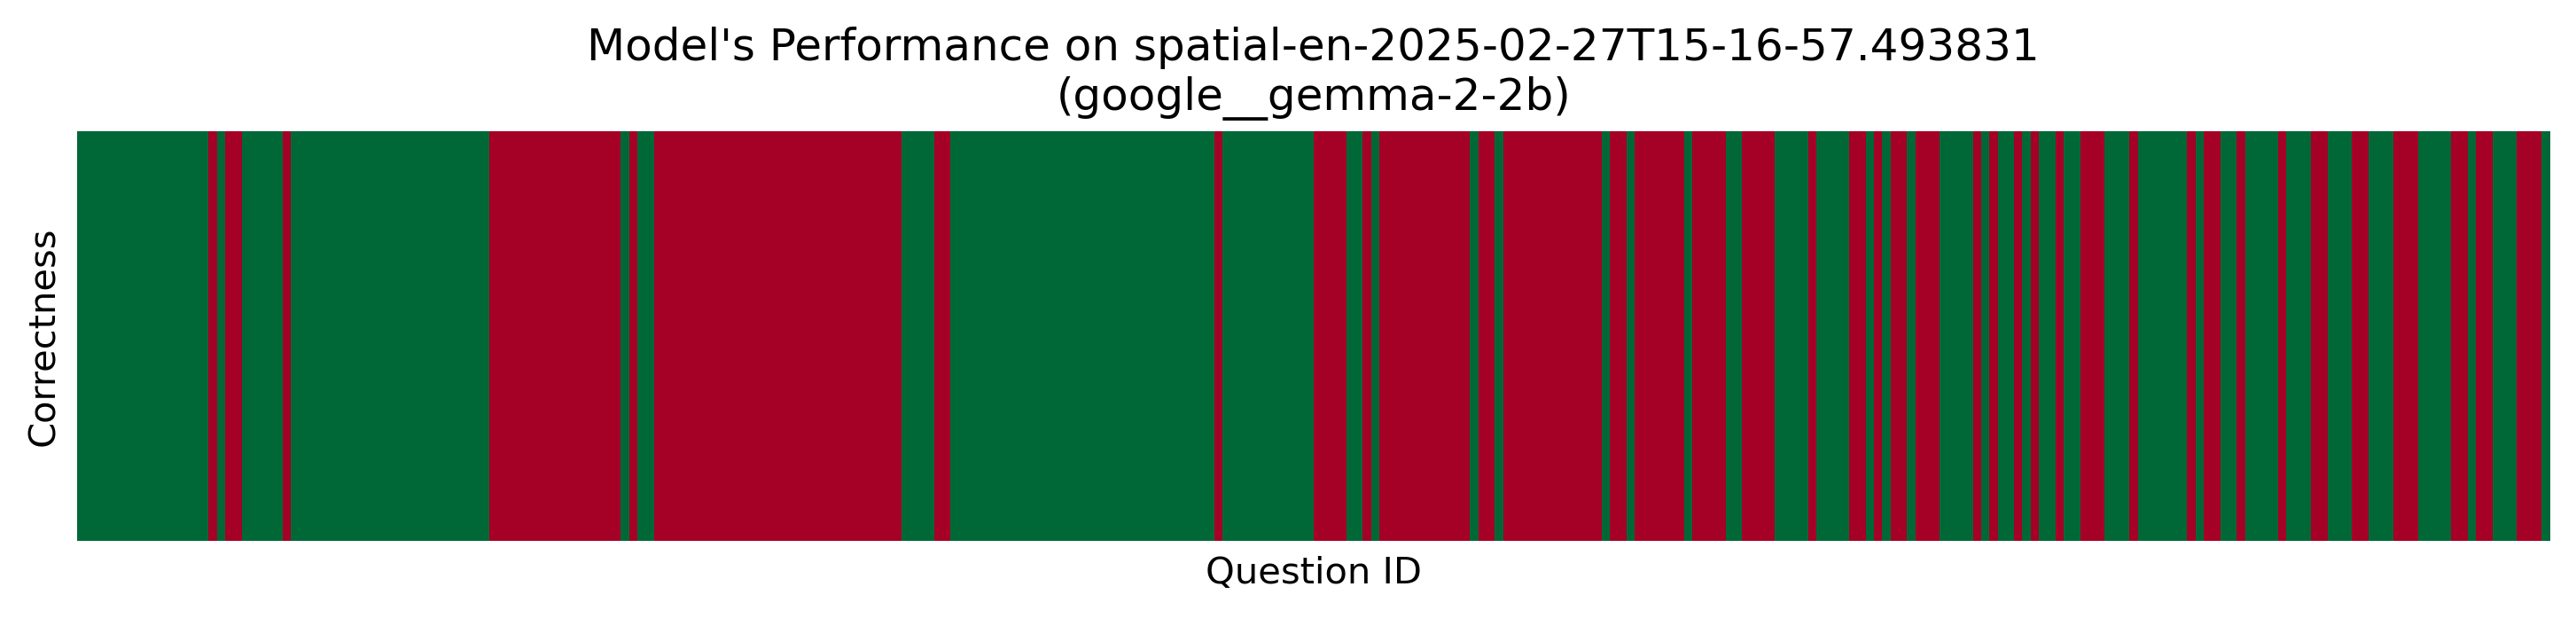 Model's Performance on spatial-en-2025-02-27T15-16-57.493831
(google__gemma-2-2b)
Correctness
Question ID